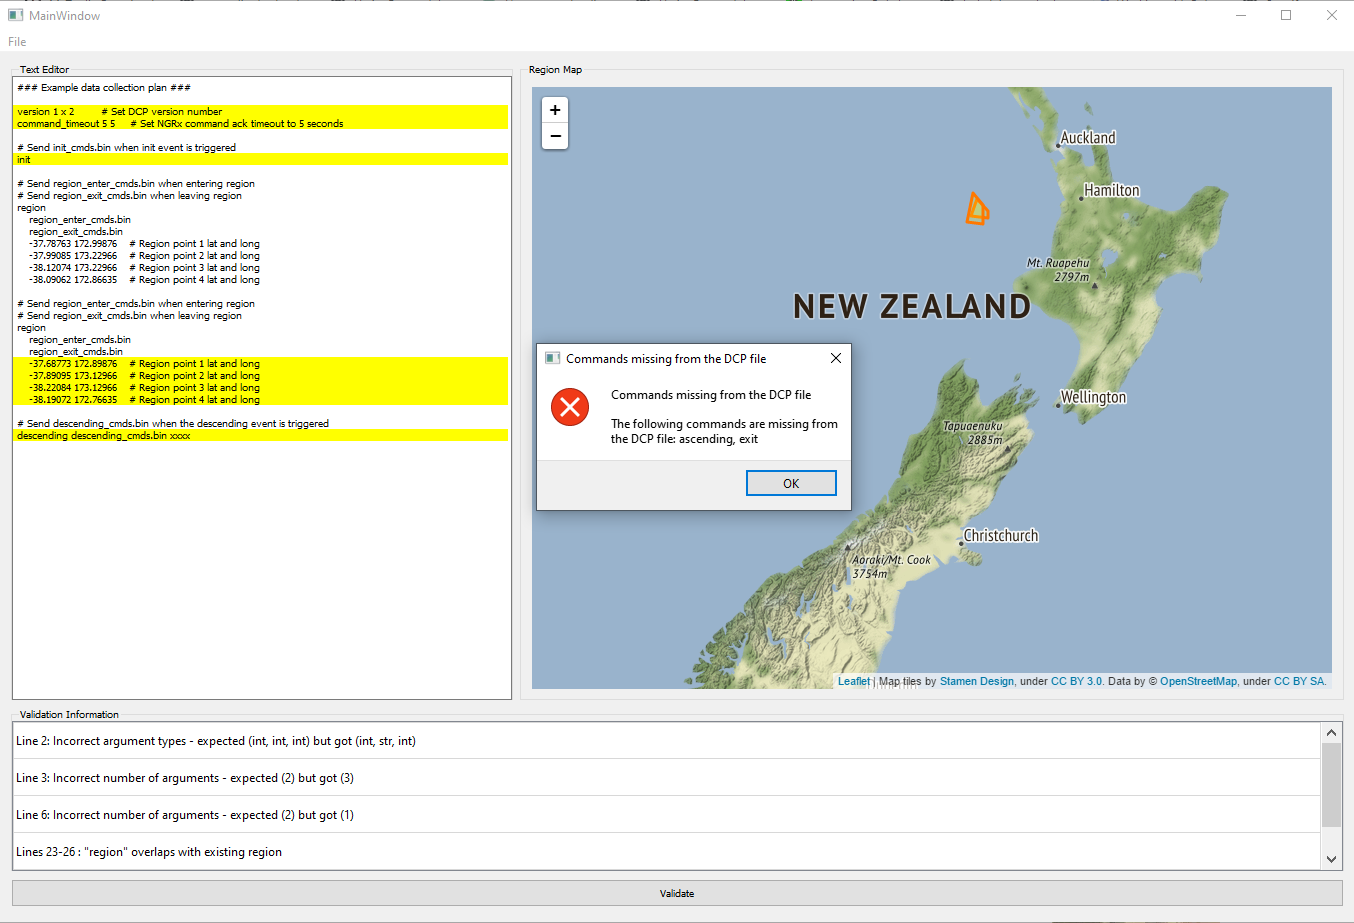 MainWindow
File
Text Editor
### Example data collection plan ###
version 1 x 2 # Set DCP version number
command_timeout 5 5 # Set NGRx command ack timeout to 5 seconds
# Send init_cmds.bin when init event is triggered
init
# Send region_enter_cmds.bin when entering region
# Send region_exit_cmds.bin when leaving region
region
region_enter_cmds.bin
region_exit_cmds.bin
-37.78763 172.99876 # Region point 1 lat and long
-37.99085 173.22966 # Region point 2 lat and long
-38.12074 173.22966 # Region point 3 lat and long
-38.09062 172.86635 # Region point 4 lat and long
# Send region_enter_cmds.bin when entering region
# Send region_exit_cmds.bin when leaving region
region
region_enter_cmds.bin
region_exit_cmds.bin
-37.68773 172.89876 # Region point 1 lat and long
-37.89095 173.12966 # Region point 2 lat and long
-38.22084 173.12966 # Region point 3 lat and long
-38.19072 172.76635 # Region point 4 lat and long
# Send descending_cmds.bin when the descending event is triggered
descending descending_cmds.bin xxxx
Region Map
+
−
Auckland
Hamilton
Mt. Ruapehu
2797m
NEW ZEALAND
Wellington
Tapuaenuku
2885m
Christchurch
Aoraki/Mt. Cook
3754m
Leaflet | Map tiles by Stamen Design, under CC BY 3.0. Data by © OpenStreetMap, under CC BY SA.
Commands missing from the DCP file
Commands missing from the DCP file
The following commands are missing from
the DCP file: ascending, exit
OK
Validation Information
Line 2: Incorrect argument types - expected (int, int, int) but got (int, str, int)
Line 3: Incorrect number of arguments - expected (2) but got (3)
Line 6: Incorrect number of arguments - expected (2) but got (1)
Lines 23-26 : "region" overlaps with existing region
Validate